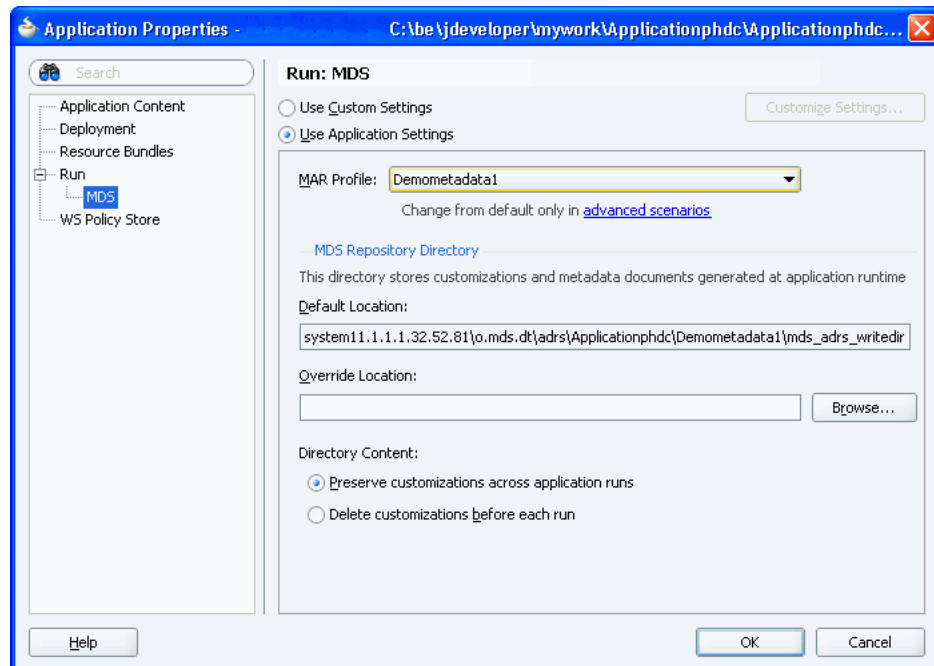 Application Properties - C:\be\jdeveloper\mywork\Applicationphdc\Applicationphdc...
Search
Application Content
Deployment
Resource Bundles
Run
MDS
WS Policy Store
Run: MDS
Use Custom Settings
Customize Settings...
Use Application Settings
MAR Profile: Demometadata1
Change from default only in advanced scenarios
MDS Repository Directory
This directory stores customizations and metadata documents generated at application runtime
Default Location:
system11.1.1.1.32.52.81\o.mds.dt\adrs\Applicationphdc\Demometadata1\mds_adrs_writedir
Override Location:
Browse...
Directory Content:
Preserve customizations across application runs
Delete customizations before each run
Help
OK
Cancel